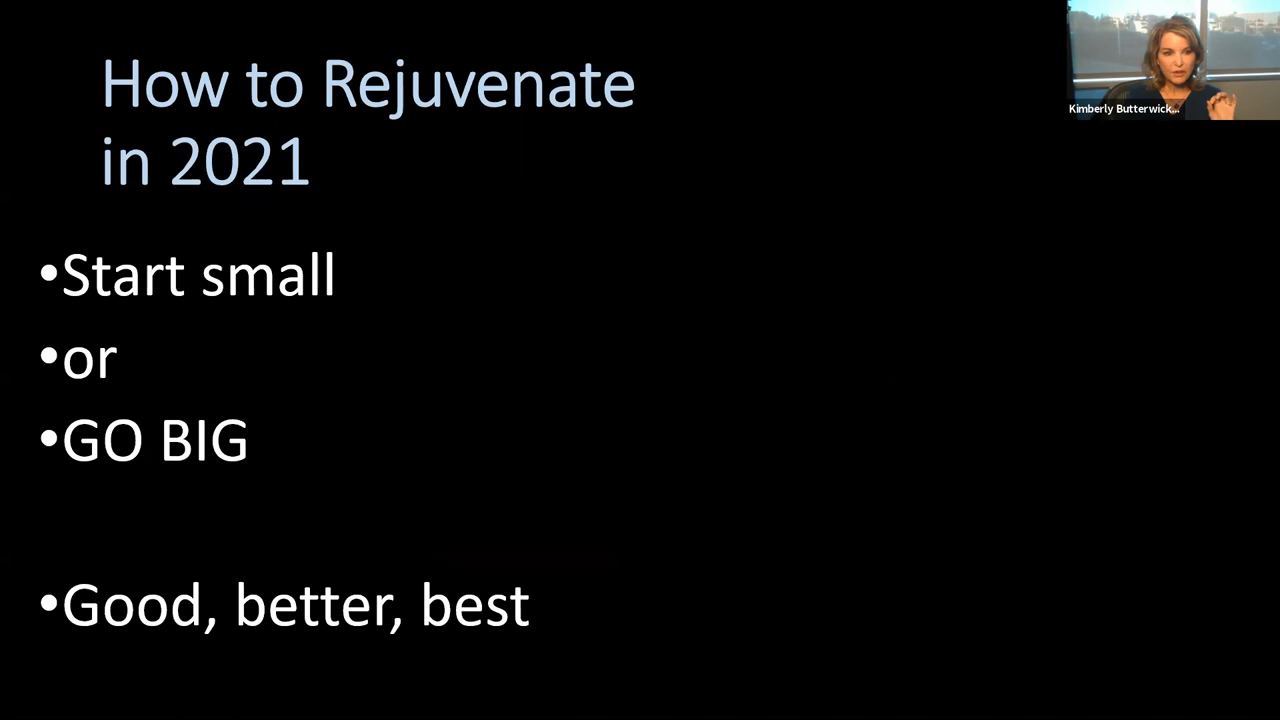 How to Rejuvenate
in 2021
•Start small
•or
•GO BIG
•Good, better, best
Kimberly Butterwick...